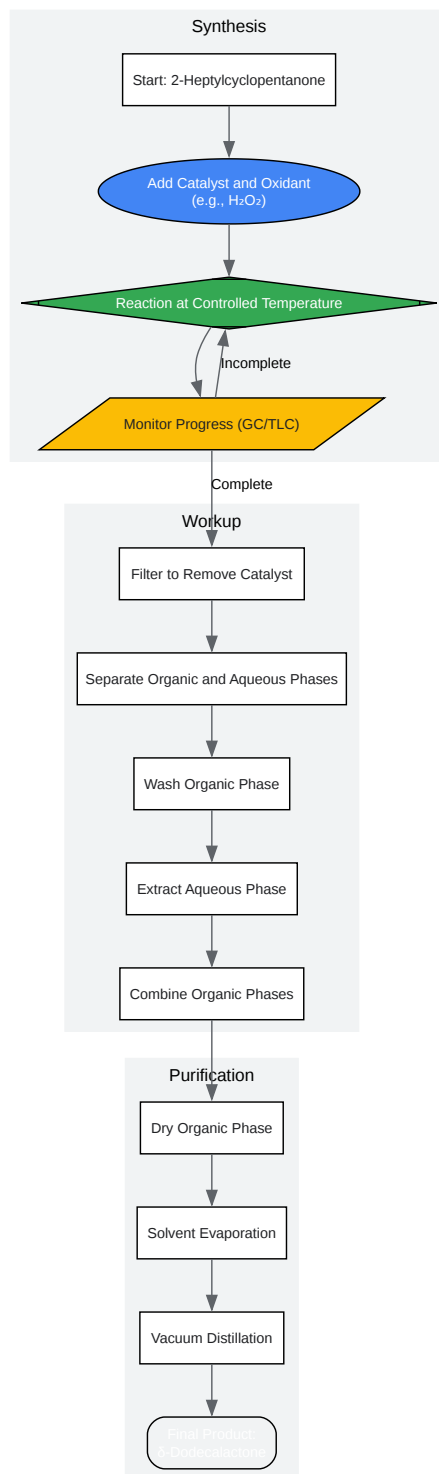 Synthesis
Start: 2-Heptylcyclopentanone
Add Catalyst and Oxidant
(e.g., H₂O₂)
Reaction at Controlled Temperature
Incomplete
Monitor Progress (GC/TLC)
Complete
Workup
Filter to Remove Catalyst
Separate Organic and Aqueous Phases
Wash Organic Phase
Extract Aqueous Phase
Combine Organic Phases
Purification
Dry Organic Phase
Solvent Evaporation
Vacuum Distillation
Final Product:
δ-Dodecalactone